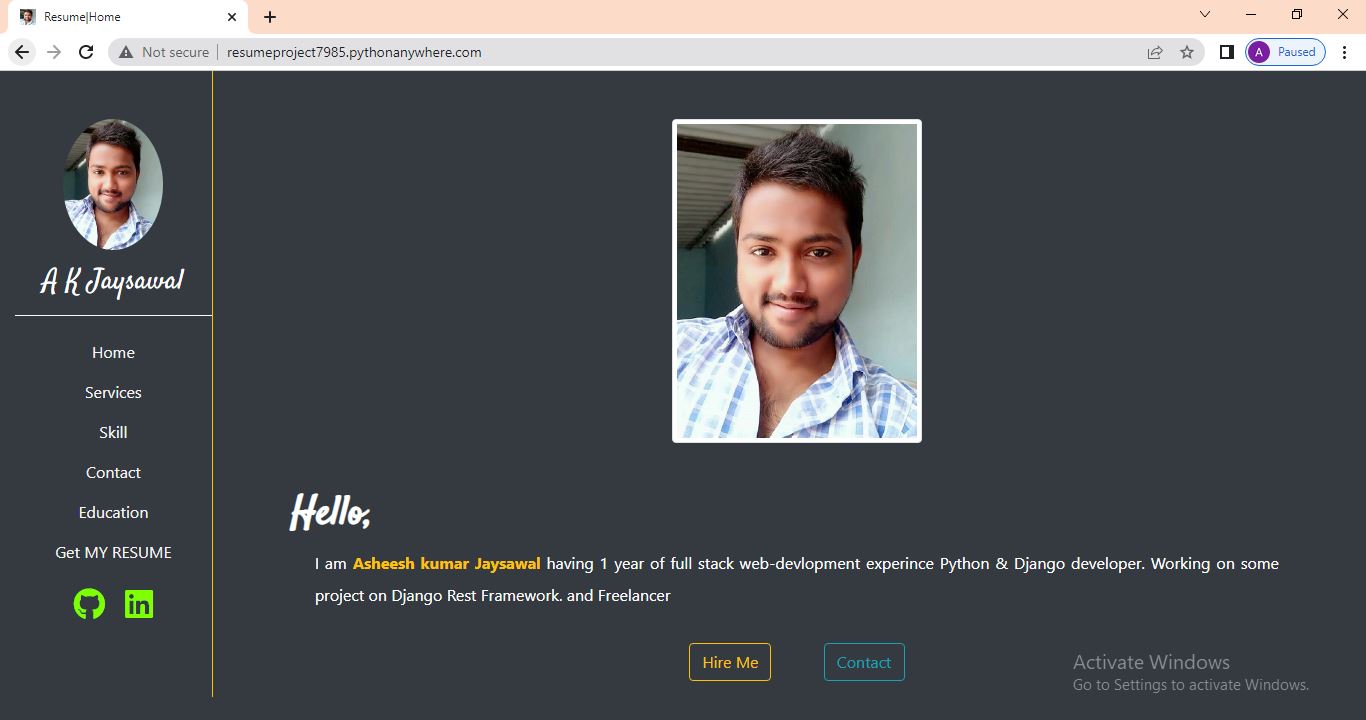 Resume|Home
Not secure
resumeproject7985.pythonanywhere.com
A
Paused
A K Jaysawal
Home
Services
Skill
Contact
Education
Get MY RESUME
in
Hello,
I am Asheesh kumar Jaysawal having 1 year of full stack web-devlopment experince Python & Django developer. Working on some
project on Django Rest Framework. and Freelancer
Hire Me
Contact
Activate Windows
Go to Settings to activate Windows.